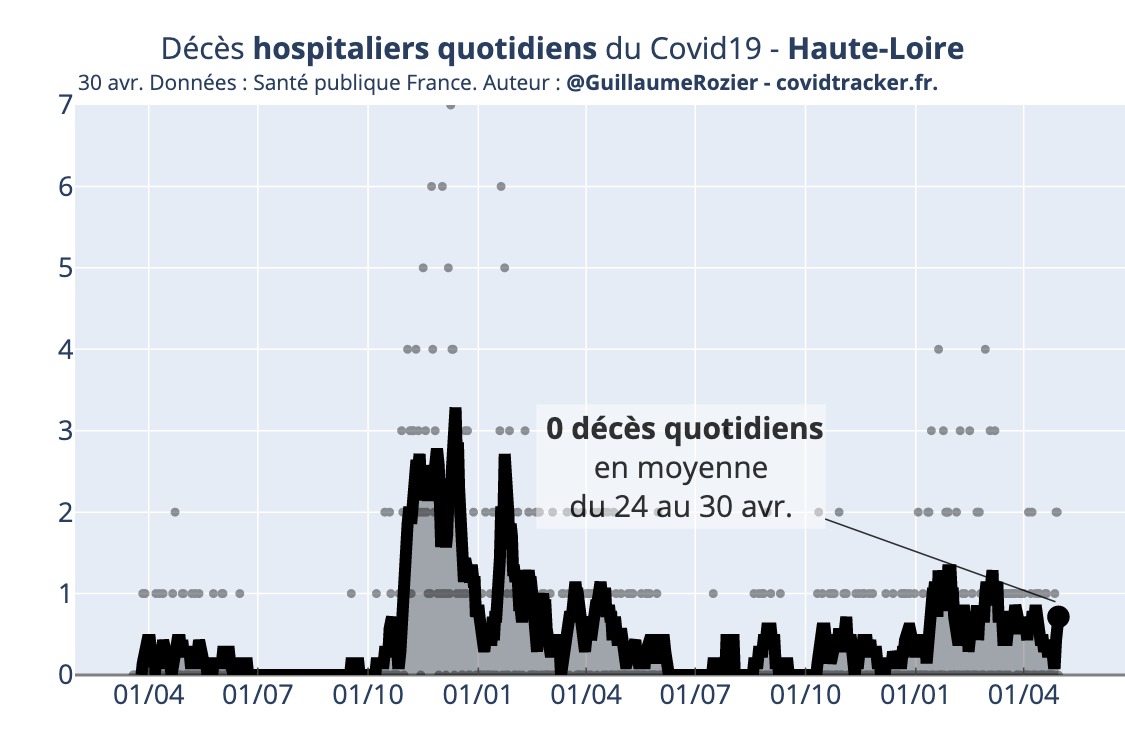 Décès hospitaliers quotidiens du Covid19 - Haute-Loire
30 avr. Données : Santé publique France. Auteur : @GuillaumeRozier - covidtracker.fr.
7
6
5
4
3
2
1
0
0 décès quotidiens
en moyenne
du 24 au 30 avr.
01/04 01/07 01/10 01/01 01/04 01/07 01/10 01/01 01/04